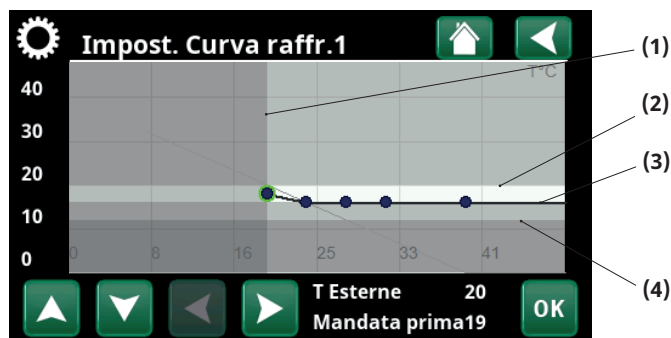 Impost. Curva raffr.1
(1)
T°C
40
(2)
30
(3)
20
10
0 8 16 25 33 41
0
(4)
T Esterne 20
Mandata prima19
OK